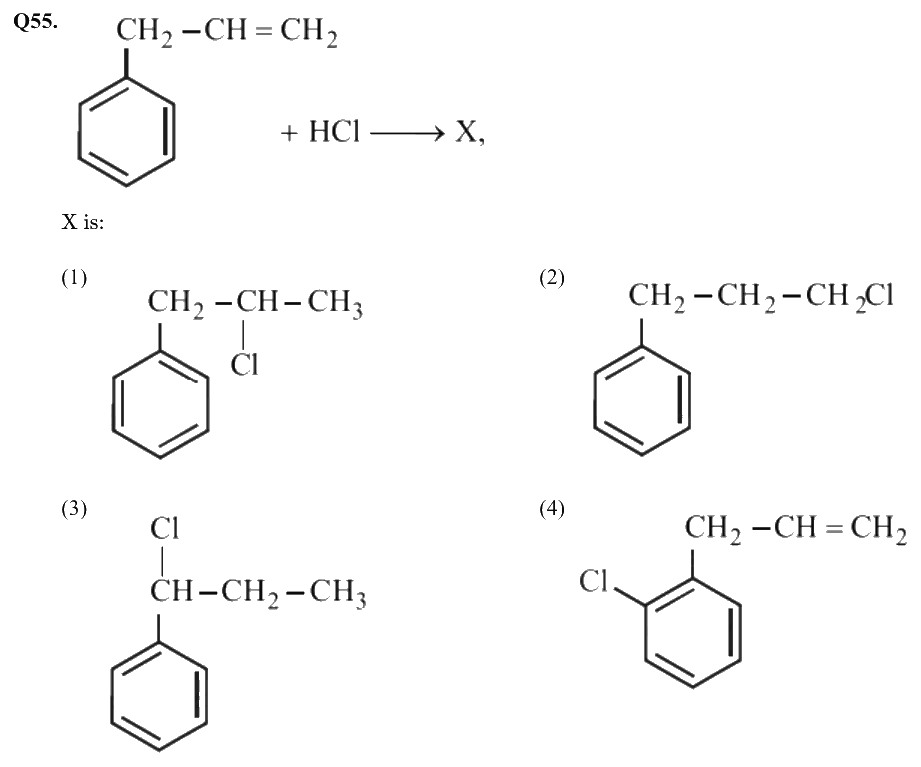 Q55. CH₂ – CH = CH₂
+ HCl ⟶ X,
X is:
(1) CH₂ – CH – CH₃
Cl
(2) CH₂ – CH₂ – CH₂Cl
(3) Cl
CH – CH₂ – CH₃
(4) CH₂ – CH = CH₂
Cl